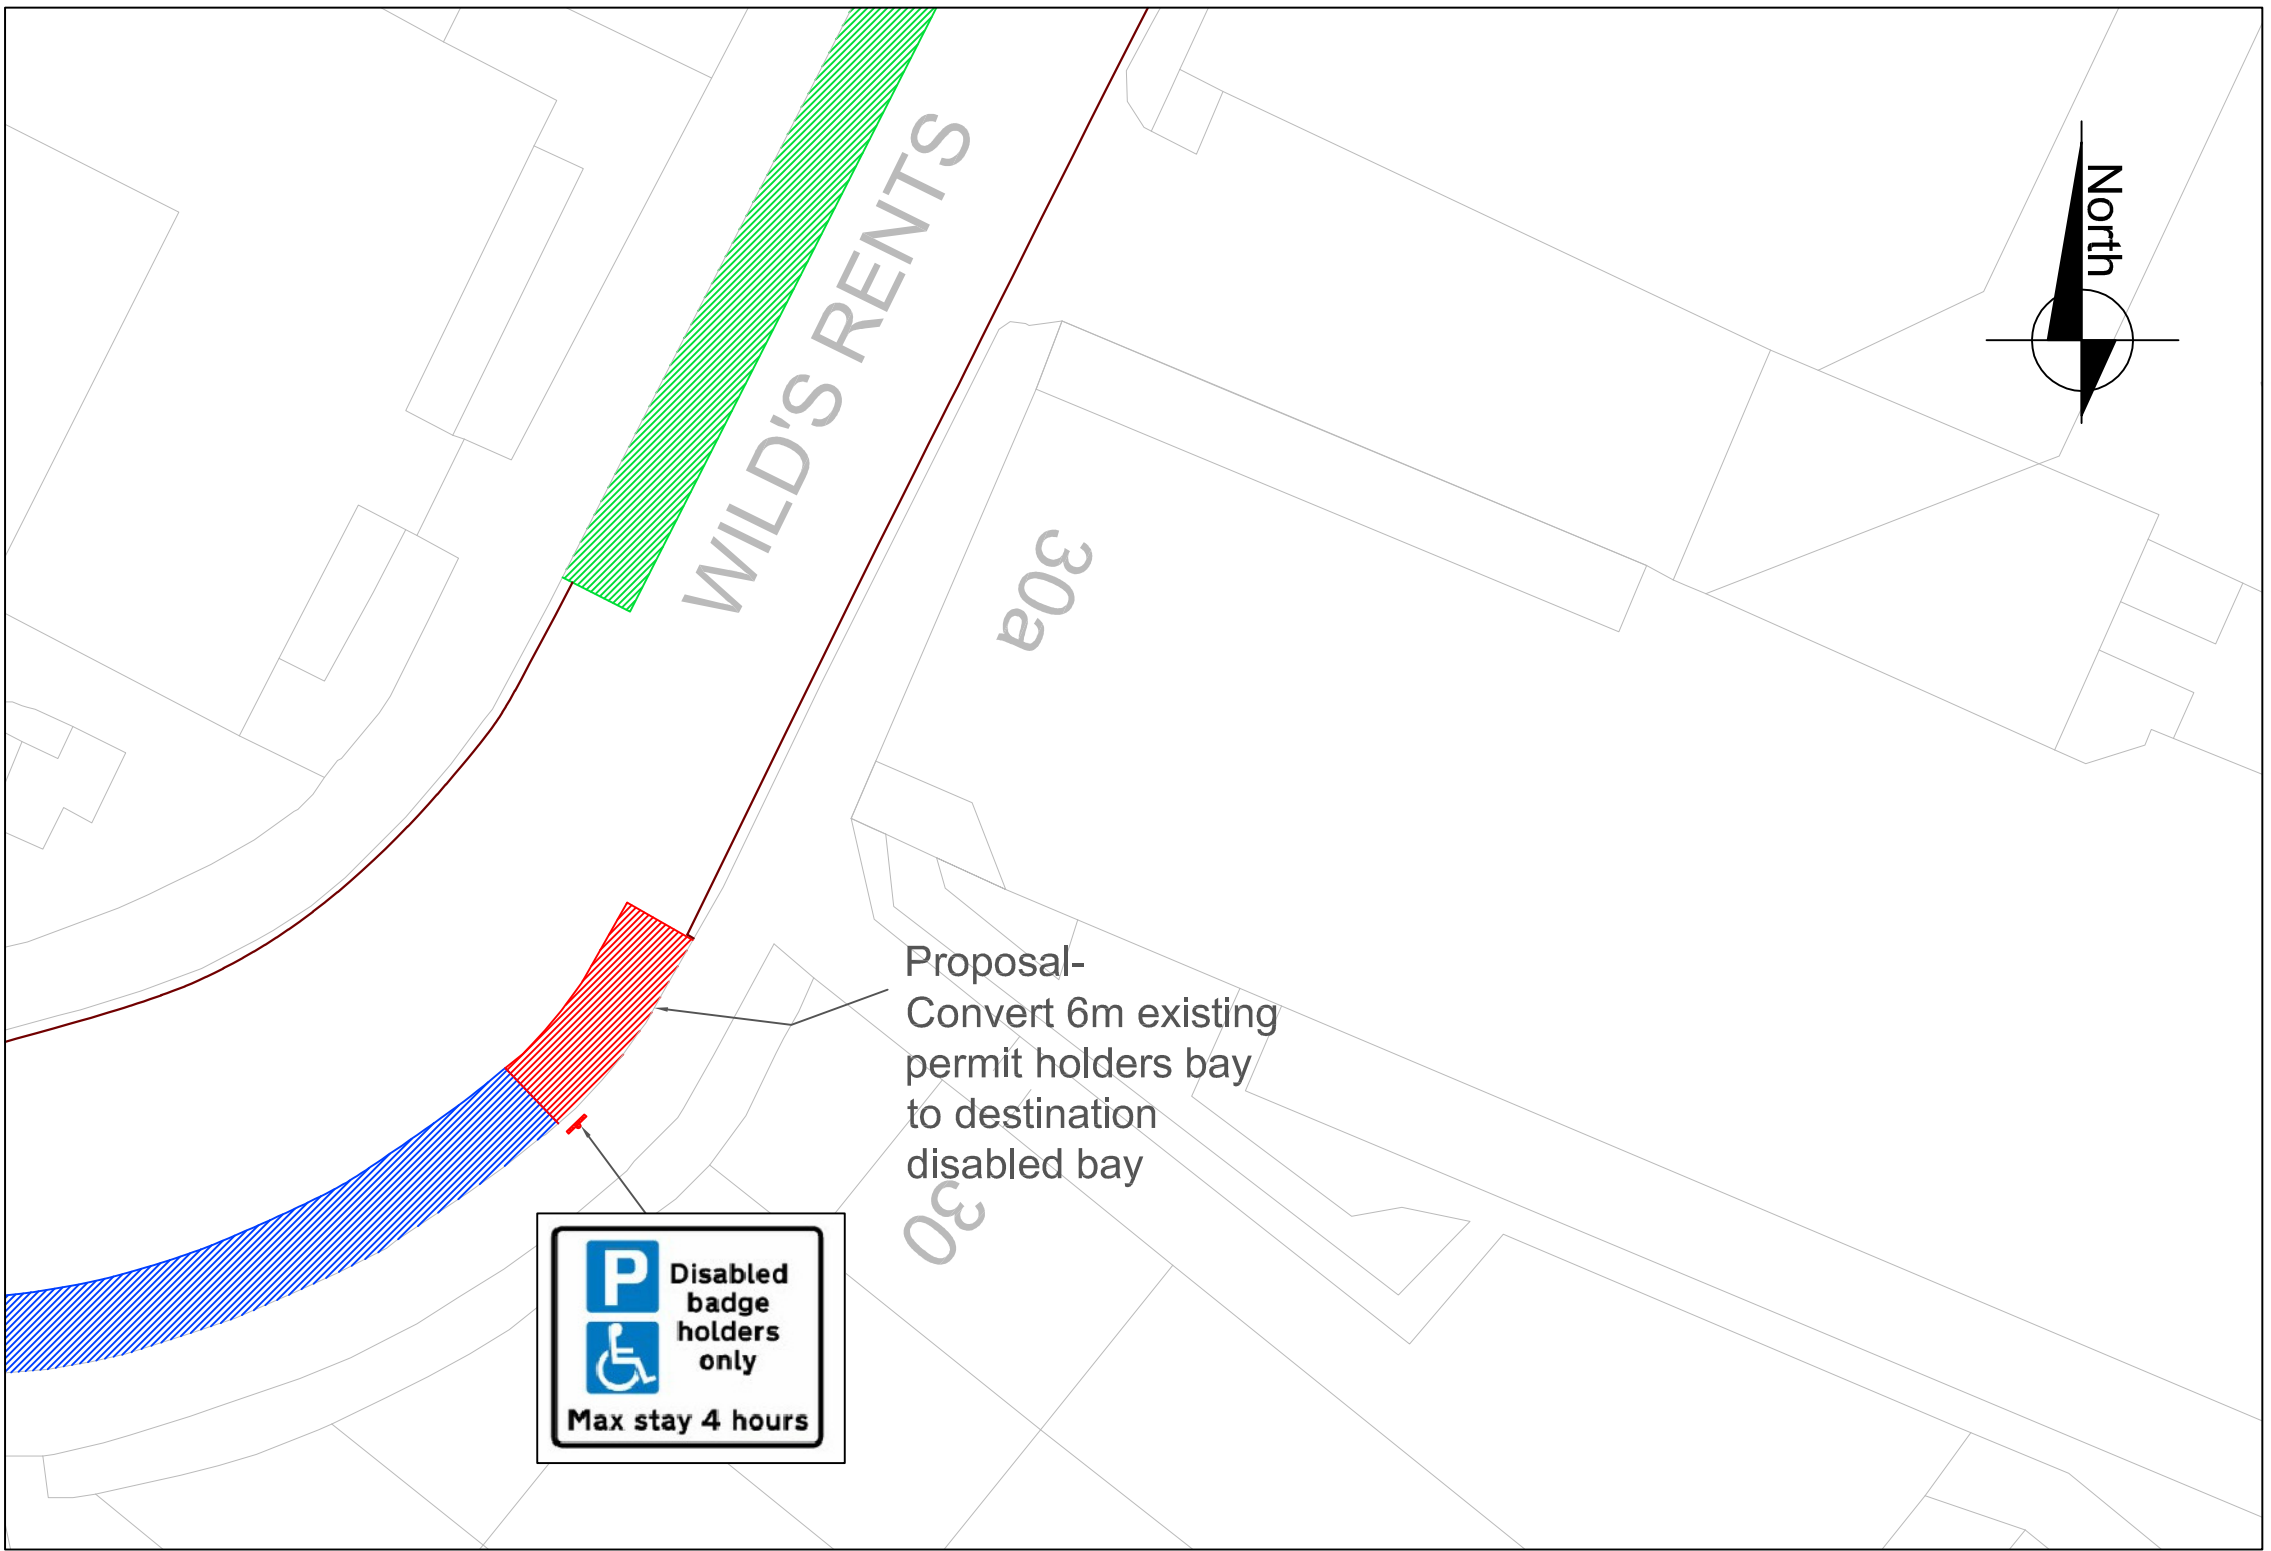 WILD'S RENTS
North
30a
Proposal-
Convert 6m existing
permit holders bay
to destination
disabled bay
30
P
Disabled
badge
holders
only
Max stay 4 hours